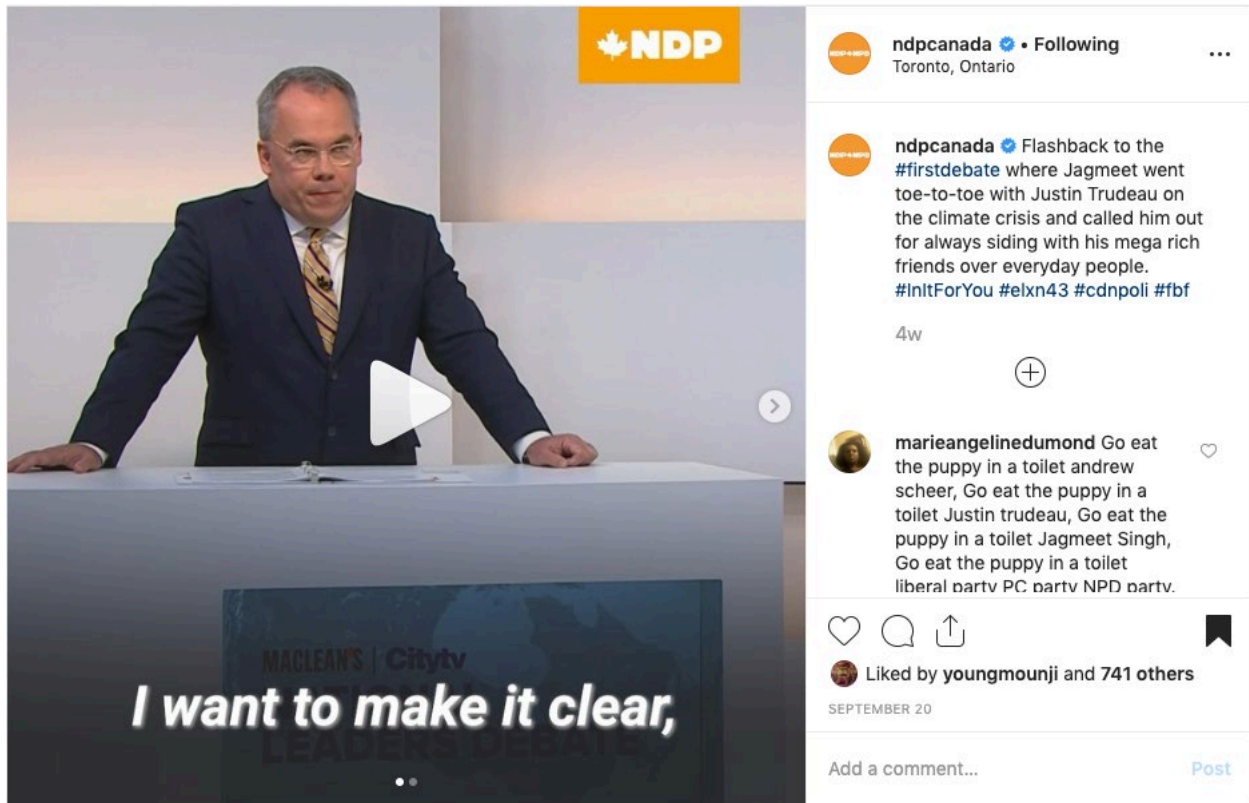 NDP
MACLEAN'S | Citytv
NATIONAL
LEADERS DEBATE
I want to make it clear,
NDP NPD
ndpcanada • Following
Toronto, Ontario
...
NDP NPD
ndpcanada Flashback to the
#firstdebate where Jagmeet went
toe-to-toe with Justin Trudeau on
the climate crisis and called him out
for always siding with his mega rich
friends over everyday people.
#InItForYou #elxn43 #cdnpoli #fbf
4w
marieangelinedumond Go eat
the puppy in a toilet andrew
scheer, Go eat the puppy in a
toilet Justin trudeau, Go eat the
puppy in a toilet Jagmeet Singh,
Go eat the puppy in a toilet
liberal party PC party NPD party,
Liked by youngmounji and 741 others
SEPTEMBER 20
Add a comment...
Post